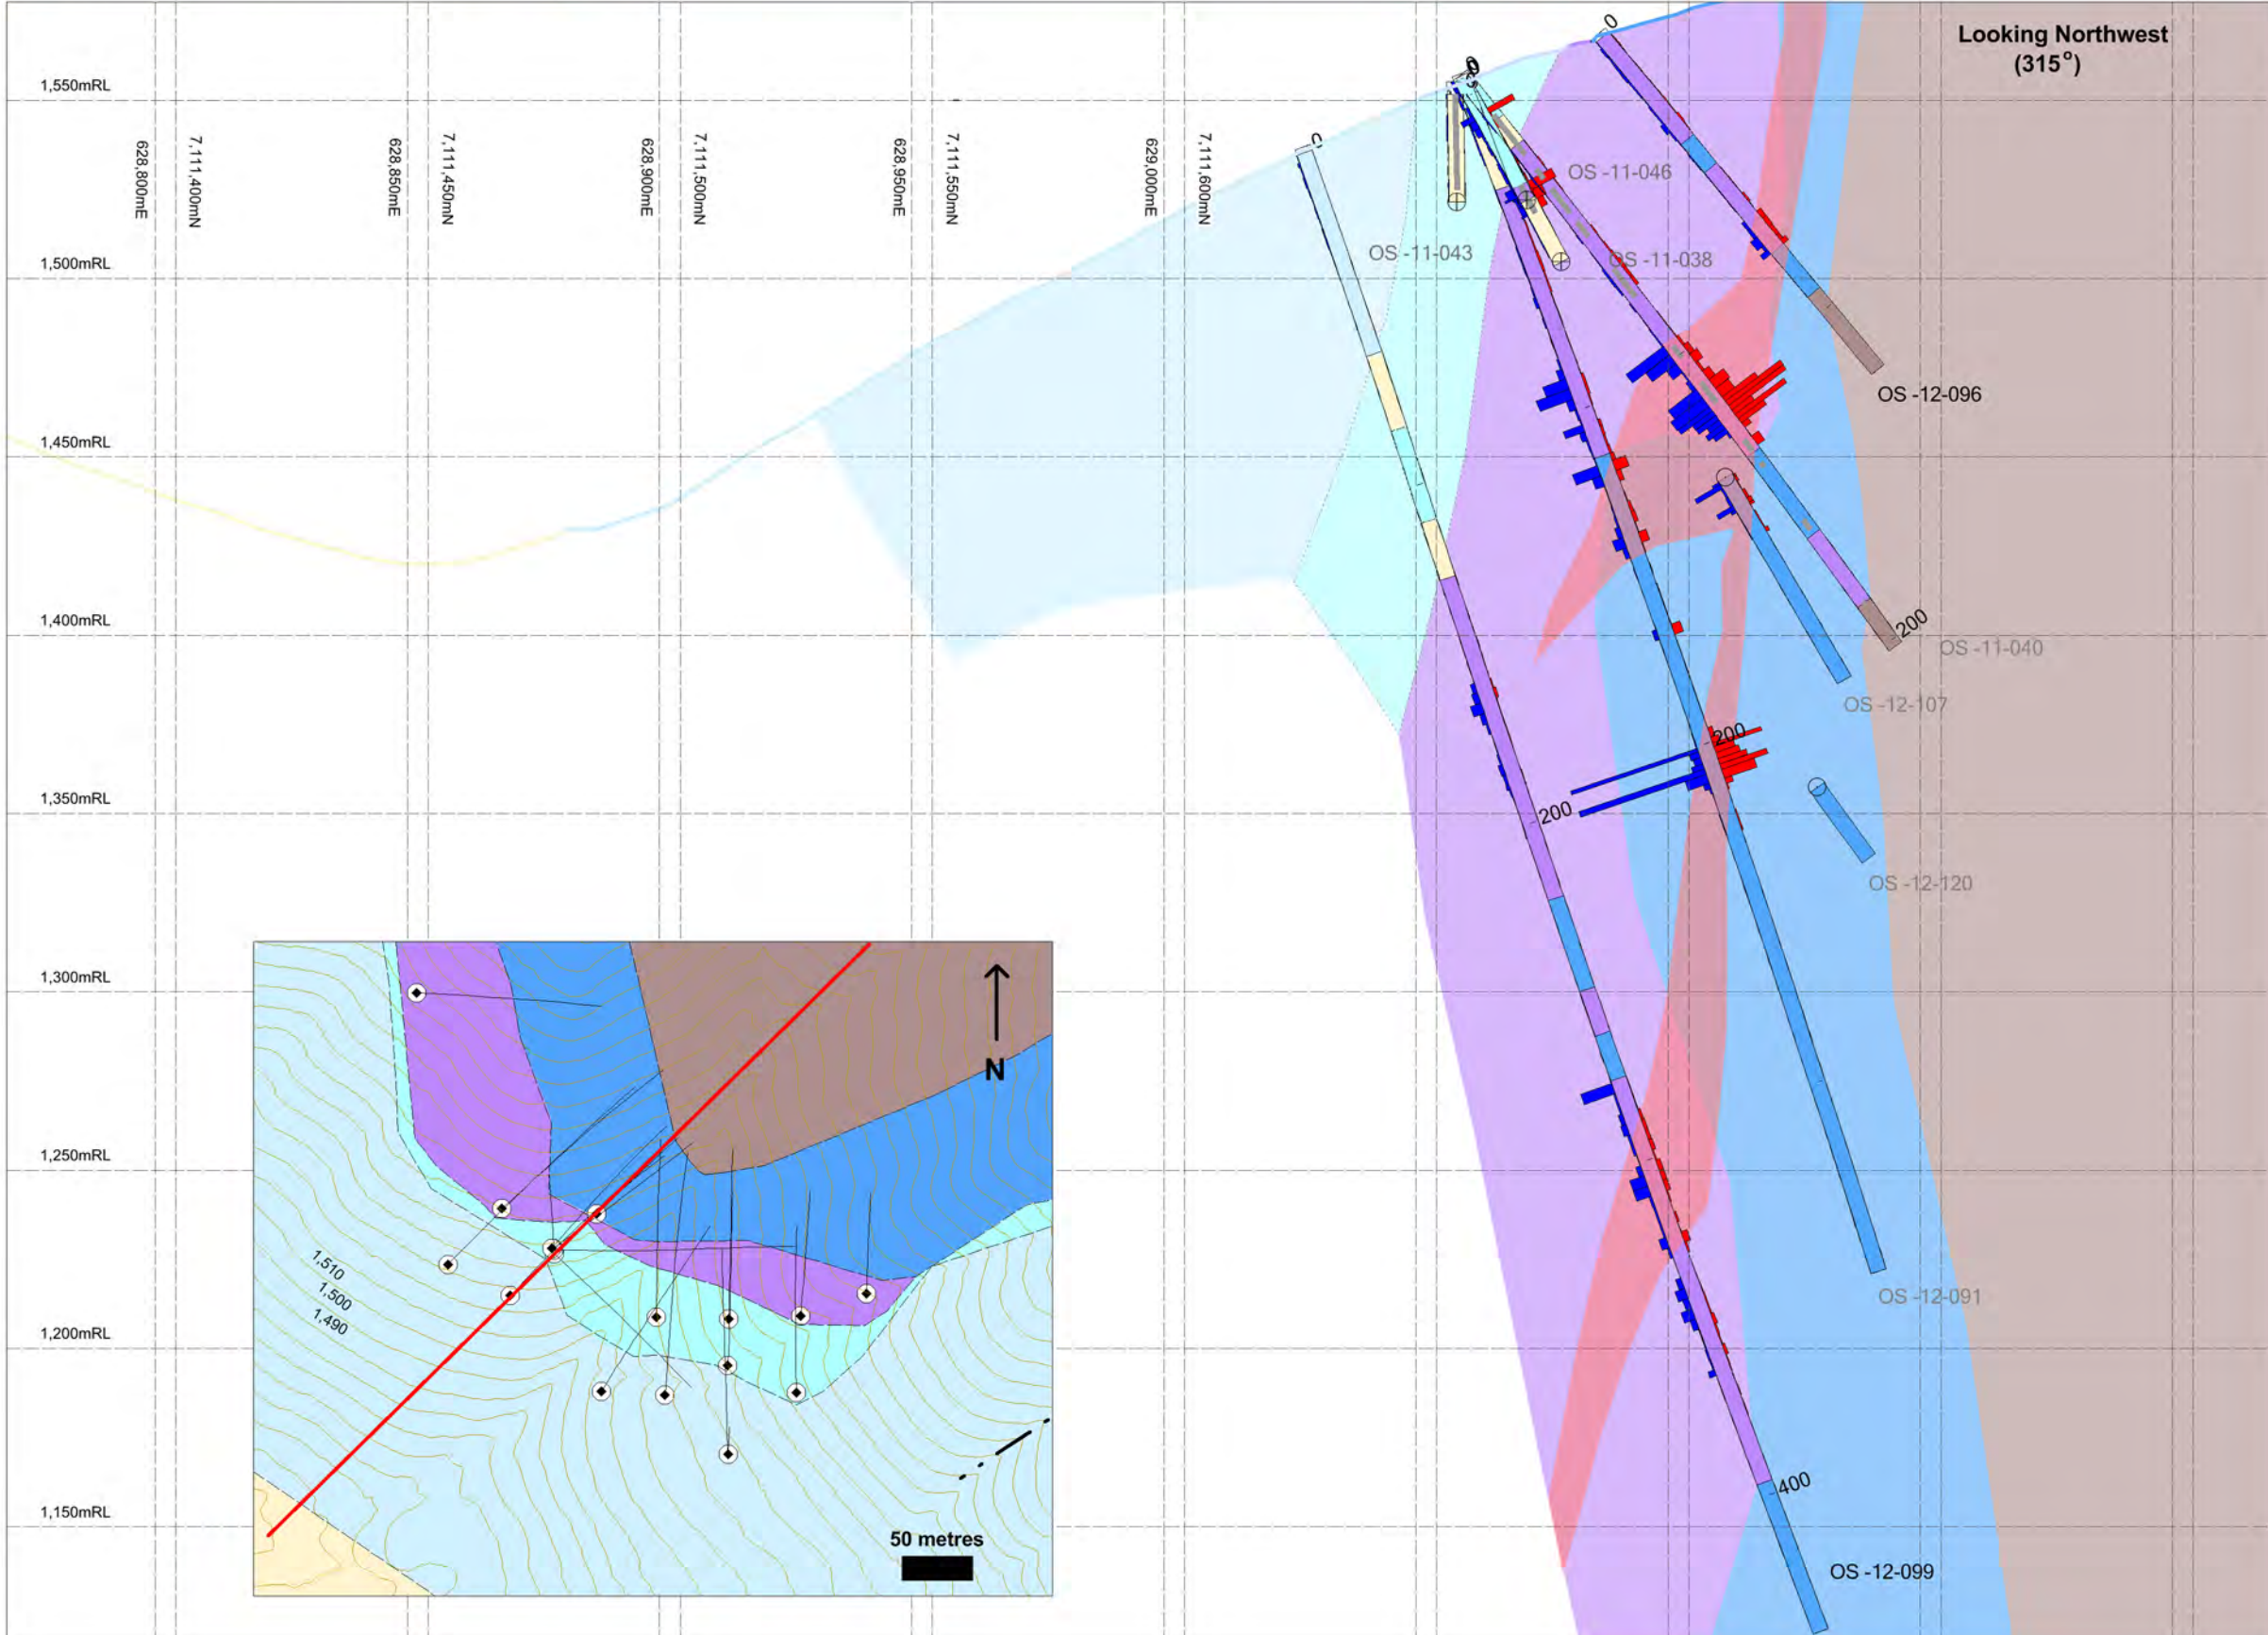 Looking Northwest
(315°)
1,550mRL
1,500mRL
1,450mRL
1,400mRL
1,350mRL
1,300mRL
1,250mRL
1,200mRL
1,150mRL
628,800mE
7,111,400mN
628,850mE
7,111,450mN
628,900mE
7,111,500mN
628,950mE
7,111,550mN
629,000mE
7,111,600mN
0
0
0
OS -11-046
OS -11-043
OS -11-038
OS -12-096
200
OS -11-040
OS -12-107
200
200
OS -12-120
OS -12-091
400
OS -12-099
N
1,510
1,500
1,490
50 metres